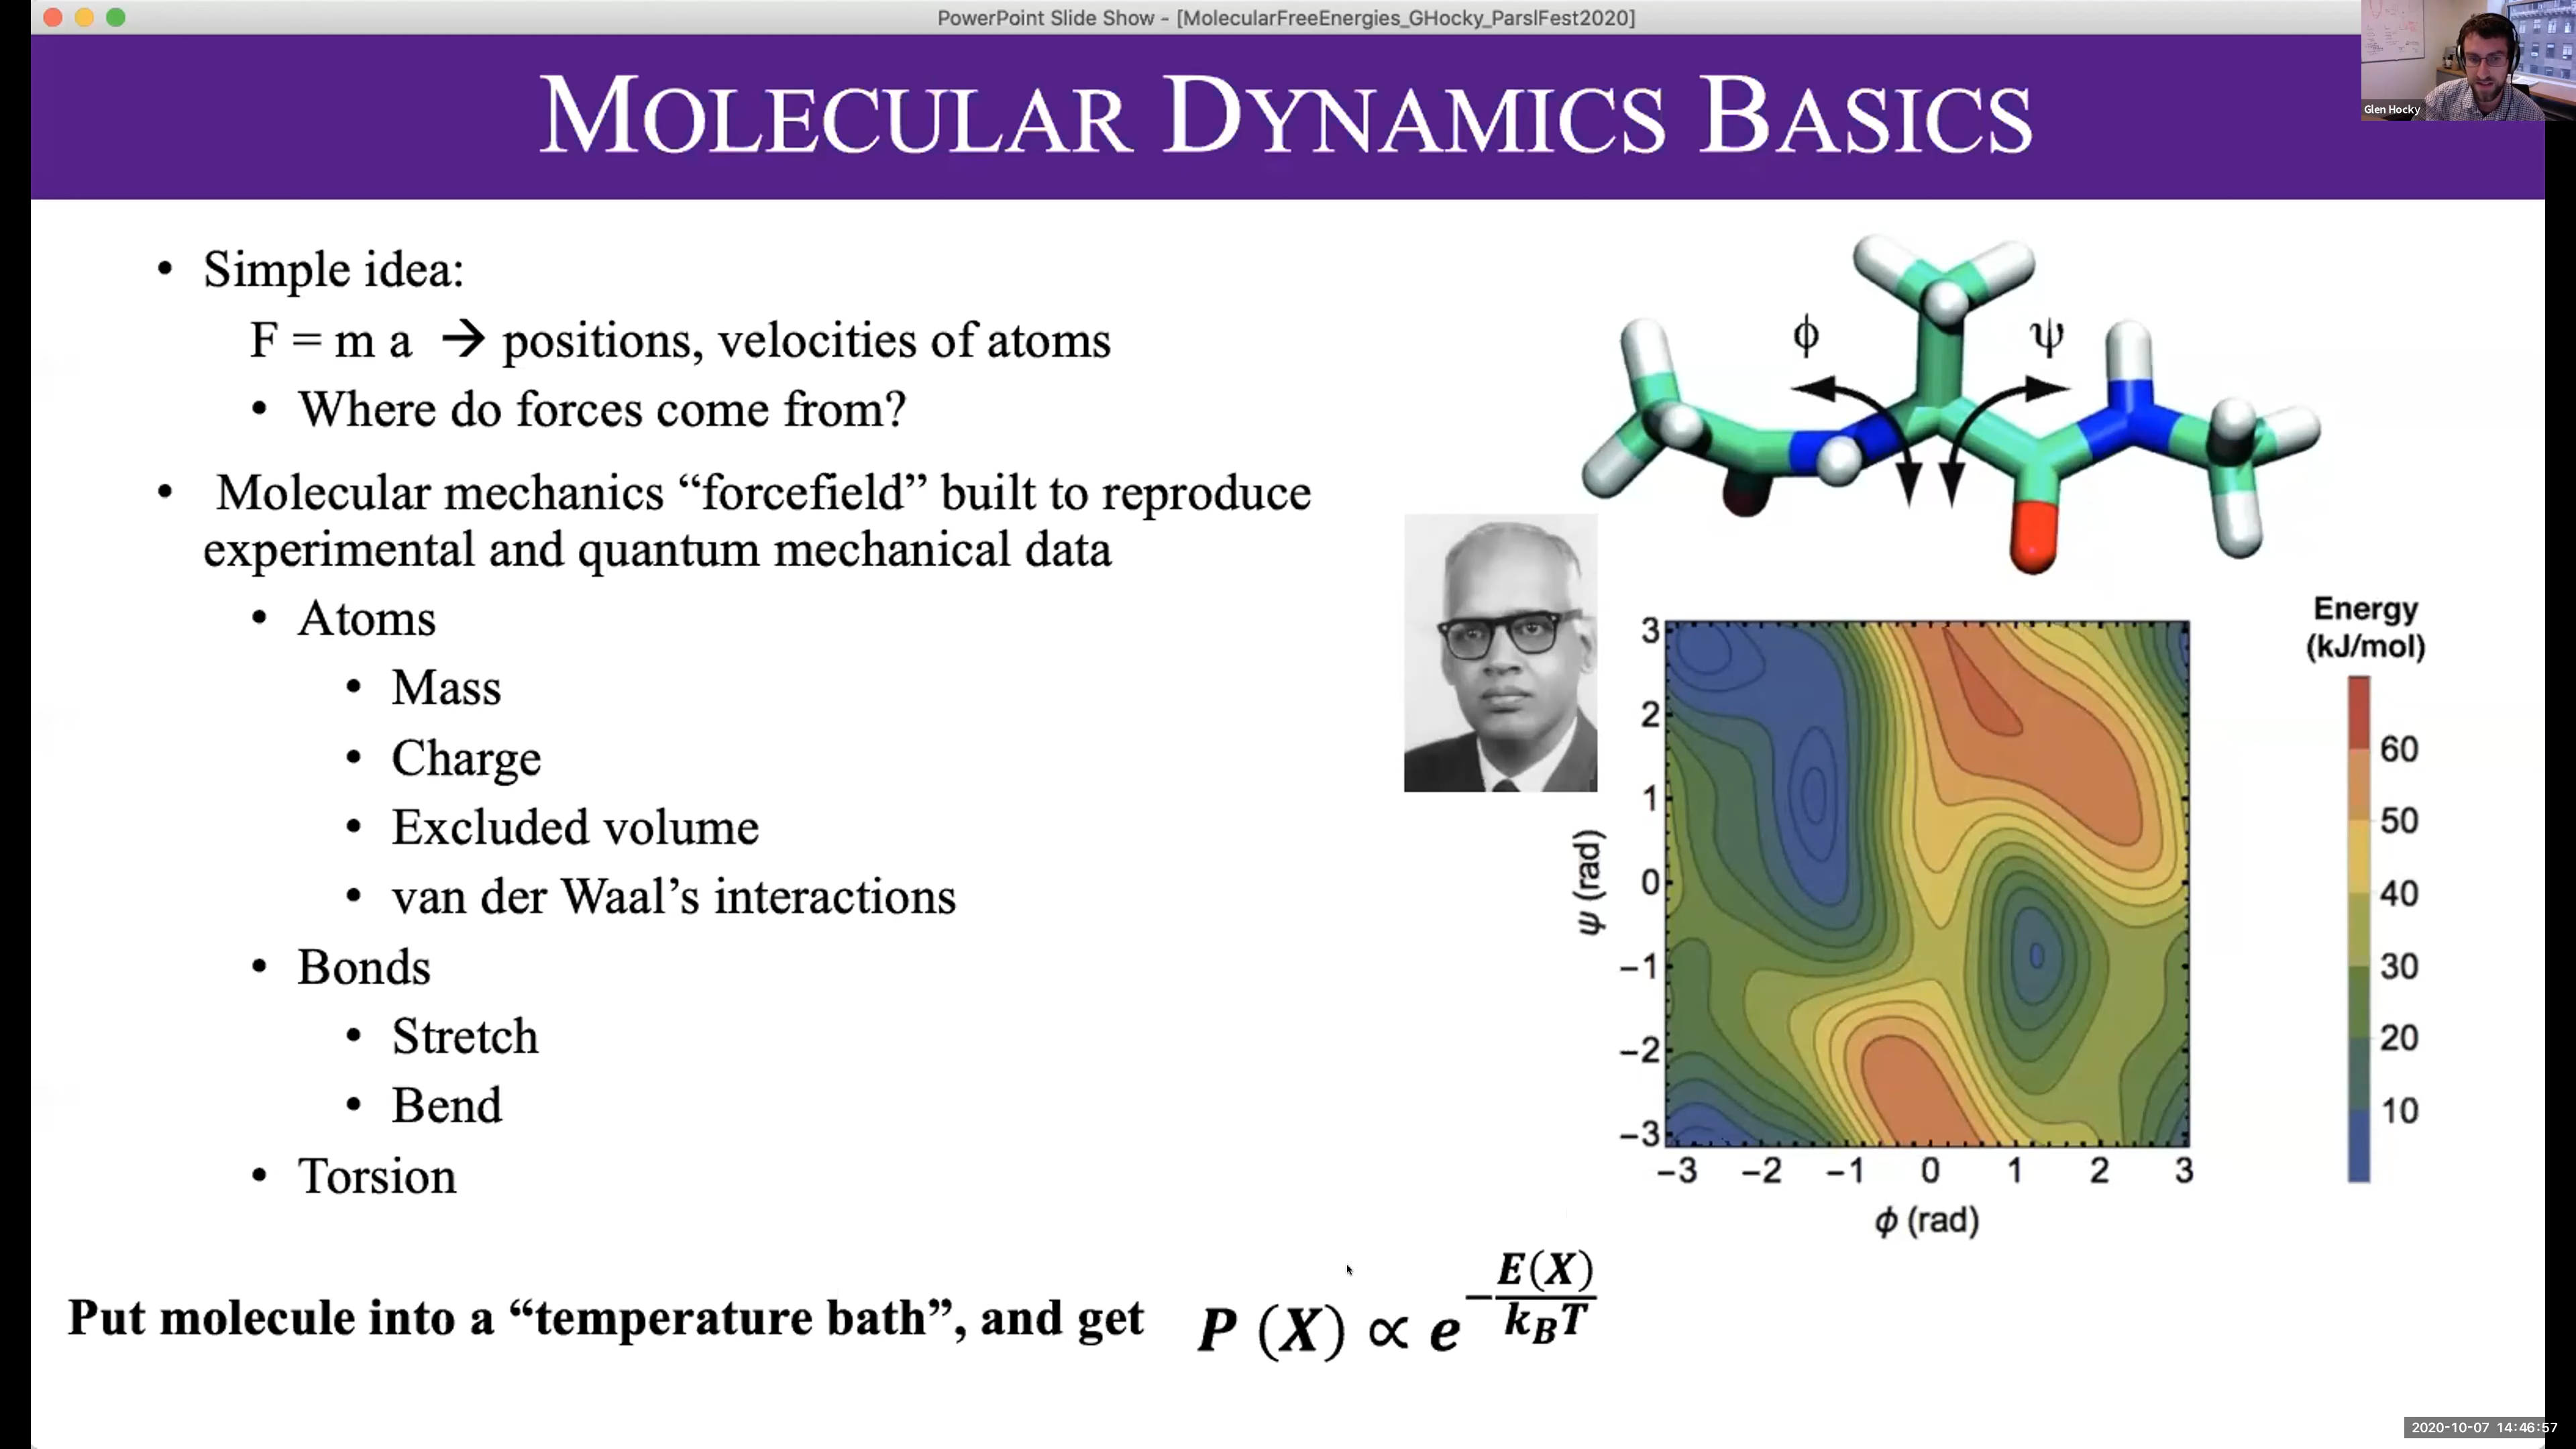 PowerPoint Slide Show - [MolecularFreeEnergies_GHocky_ParslFest2020]
Glen Hocky
MOLECULAR DYNAMICS BASICS
• Simple idea:
F = m a → positions, velocities of atoms
• Where do forces come from?
• Molecular mechanics “forcefield” built to reproduce
experimental and quantum mechanical data
• Atoms
• Mass
• Charge
• Excluded volume
• van der Waal’s interactions
• Bonds
• Stretch
• Bend
• Torsion
ϕ ψ
Energy
(kJ/mol)
60
50
40
30
20
10
3
2
1
0
−1
−2
−3
ψ (rad)
−3 −2 −1 0 1 2 3
ϕ (rad)
Put molecule into a “temperature bath”, and get P (X) ∝ e^{-E(X)/k_BT}
2020-10-07 14:46:57